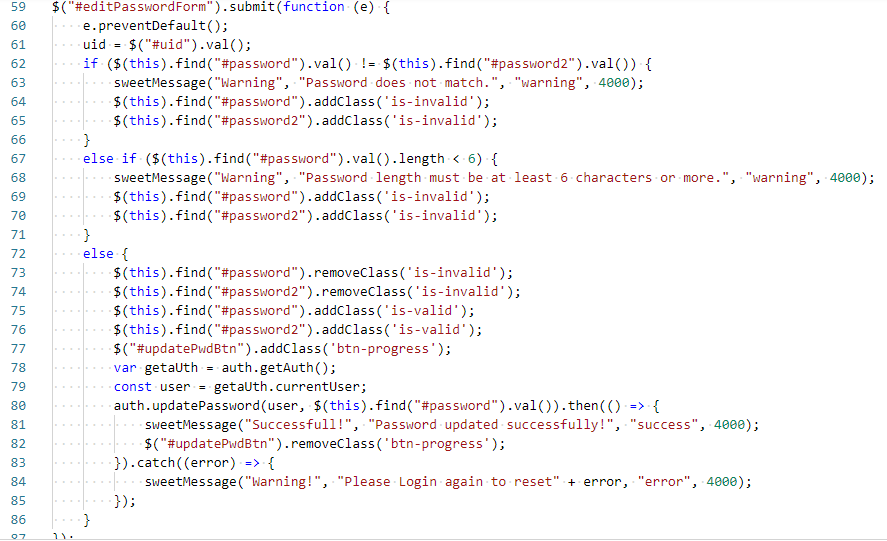 59 $("#editPasswordForm").submit(function (e) {
60     e.preventDefault();
61     uid = $("#uid").val();
62     if ($(this).find("#password").val() != $(this).find("#password2").val()) {
63         sweetMessage("Warning", "Password does not match.", "warning", 4000);
64         $(this).find("#password").addClass('is-invalid');
65         $(this).find("#password2").addClass('is-invalid');
66     }
67     else if ($(this).find("#password").val().length < 6) {
68         sweetMessage("Warning", "Password length must be at least 6 characters or more.", "warning", 4000);
69         $(this).find("#password").addClass('is-invalid');
70         $(this).find("#password2").addClass('is-invalid');
71     }
72     else {
73         $(this).find("#password").removeClass('is-invalid');
74         $(this).find("#password2").removeClass('is-invalid');
75         $(this).find("#password").addClass('is-valid');
76         $(this).find("#password2").addClass('is-valid');
77         $("#updatePwdBtn").addClass('btn-progress');
78         var getaUth = auth.getAuth();
79         const user = getaUth.currentUser;
80         auth.updatePassword(user, $(this).find("#password").val()).then(() => {
81             sweetMessage("Successfull!", "Password updated successfully!", "success", 4000);
82             $("#updatePwdBtn").removeClass('btn-progress');
83         }).catch((error) => {
84             sweetMessage("Warning!", "Please Login again to reset" + error, "error", 4000);
85         });
86     }
87 });